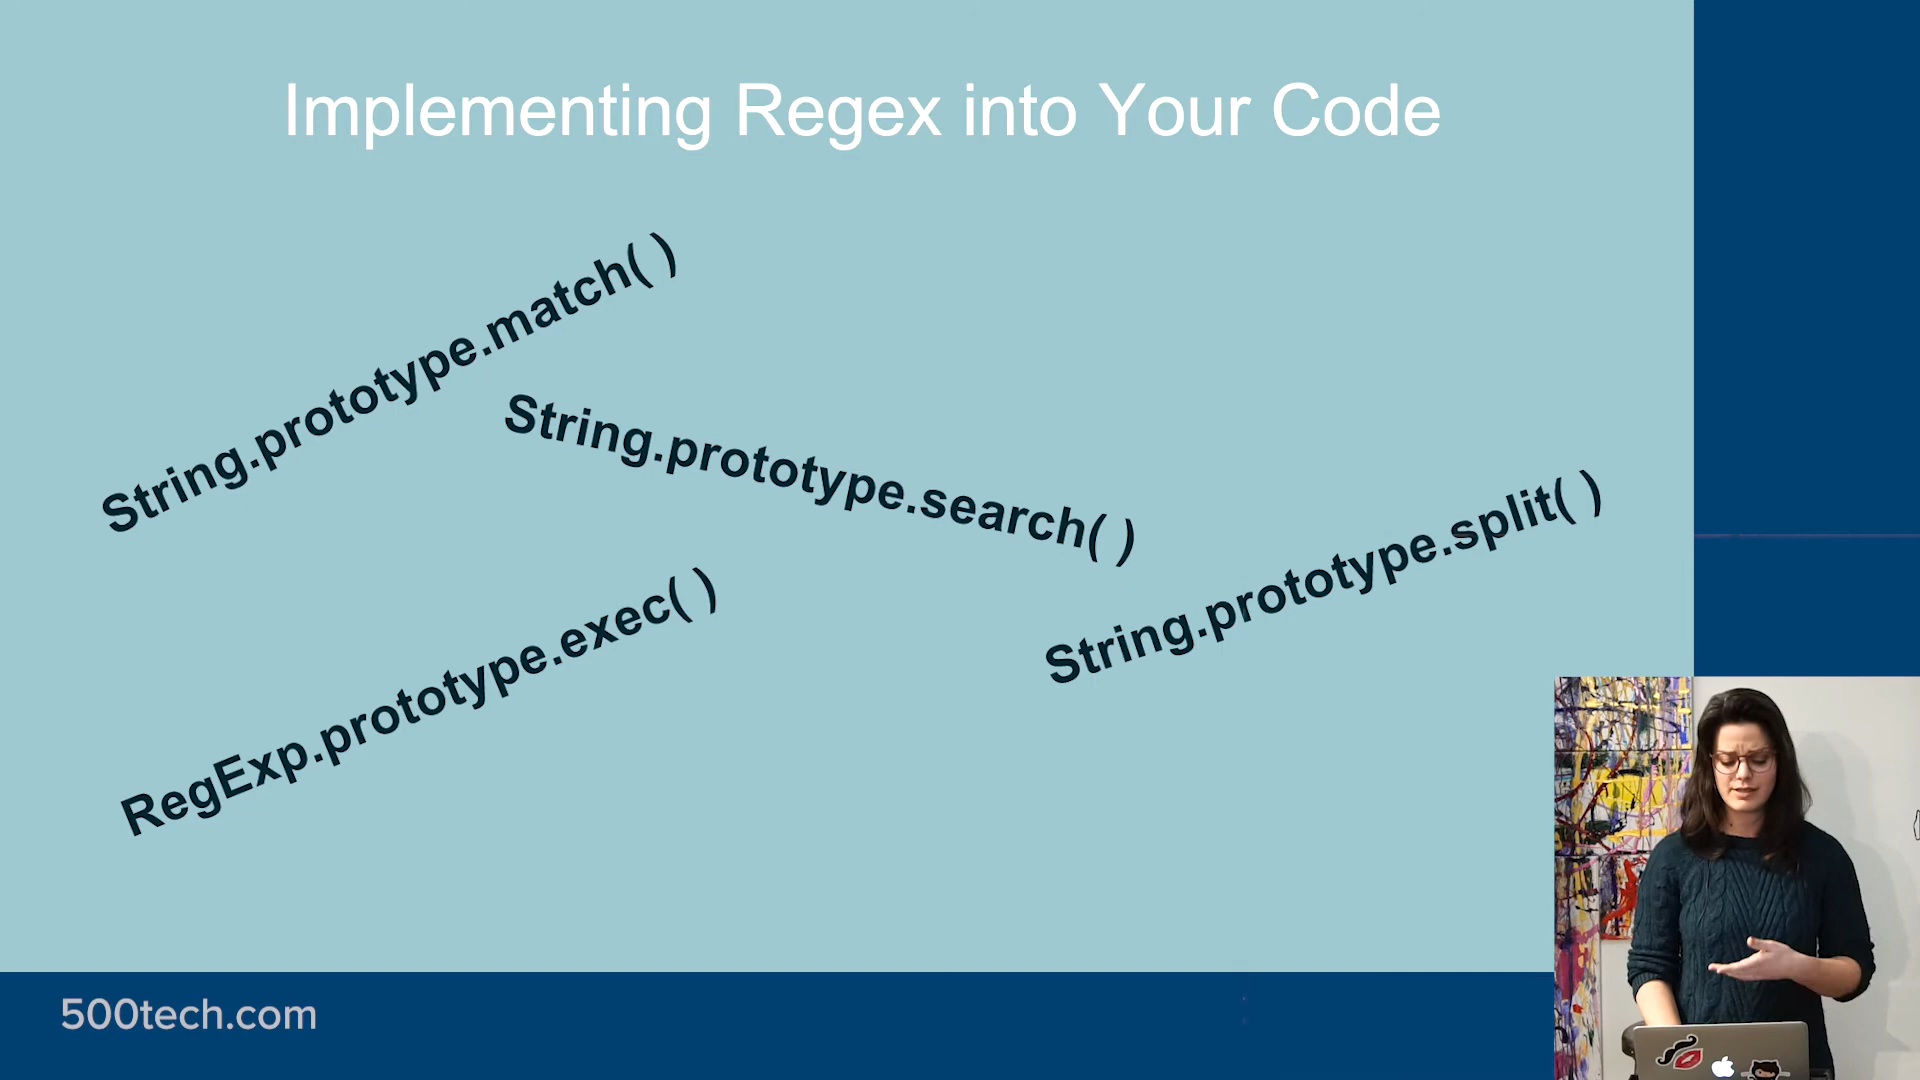 Implementing Regex into Your Code
String.prototype.match( )
String.prototype.search( )
String.prototype.split( )
RegExp.prototype.exec( )
500tech.com